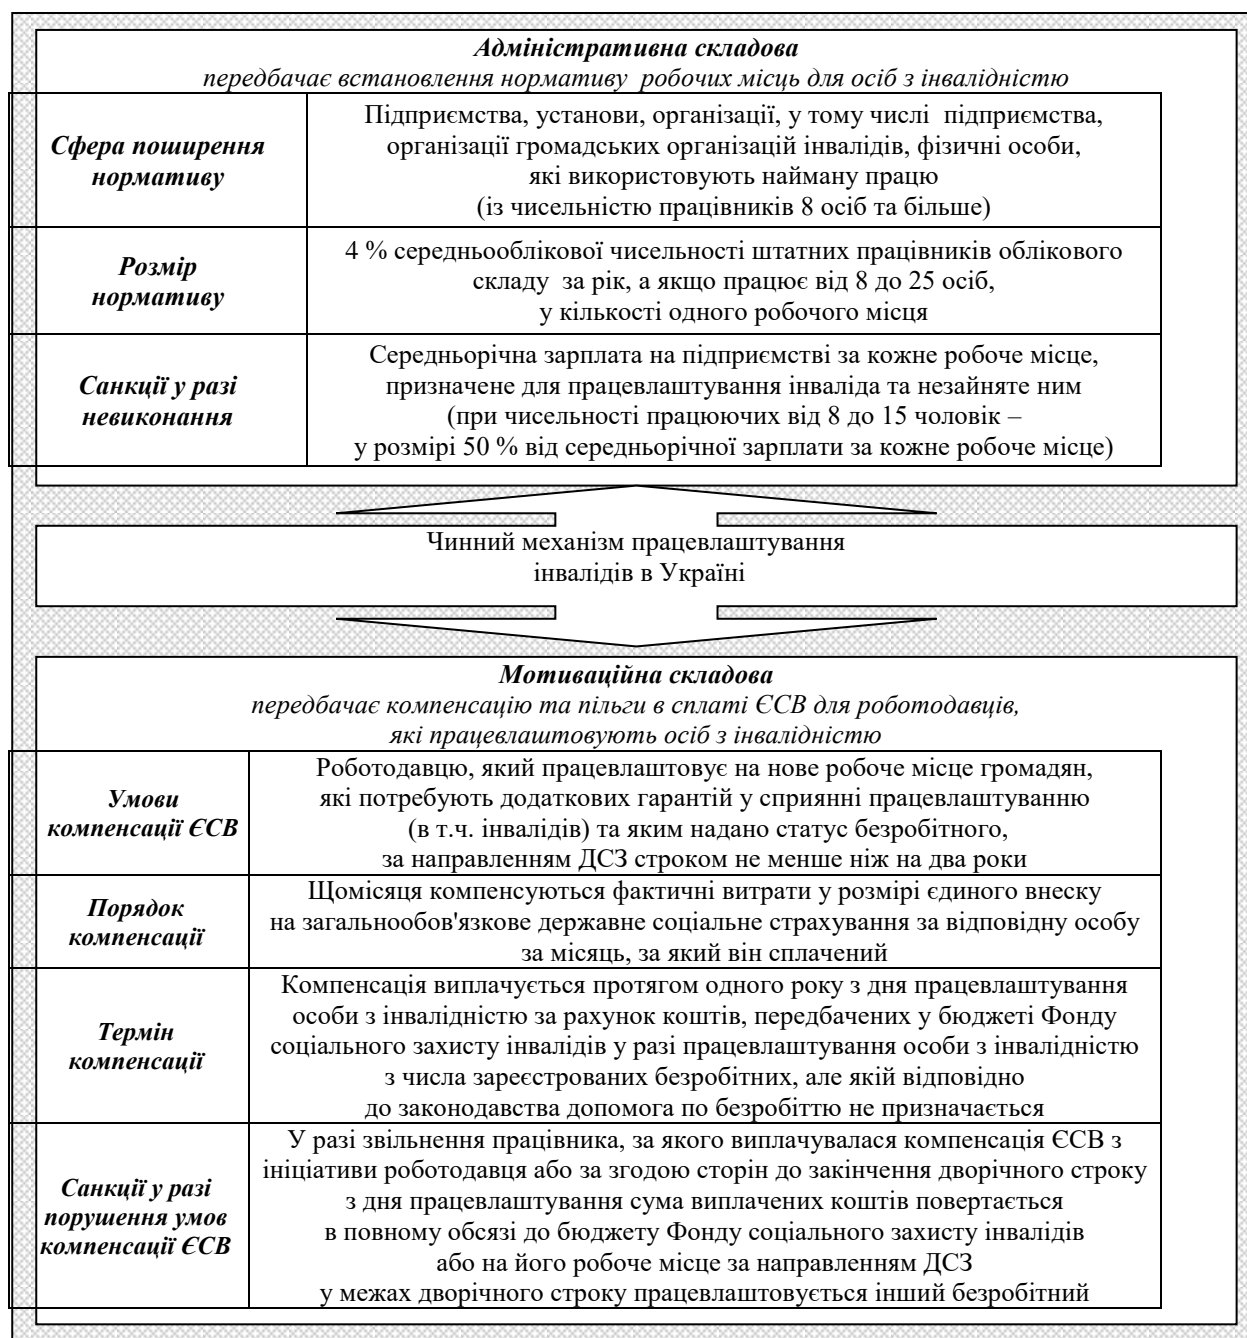 Адміністративна складова
передбачає встановлення нормативу робочих місць для осіб з інвалідністю
Сфера поширення
нормативу
Підприємства, установи, організації, у тому числі підприємства,
організації громадських організацій інвалідів, фізичні особи,
які використовують найману працю
(із чисельністю працівників 8 осіб та більше)
Розмір
нормативу
4 % середньооблікової чисельності штатних працівників облікового
складу за рік, а якщо працює від 8 до 25 осіб,
у кількості одного робочого місця
Санкції у разі
невиконання
Середньорічна зарплата на підприємстві за кожне робоче місце,
призначене для працевлаштування інваліда та незайняте ним
(при чисельності працюючих від 8 до 15 чоловік –
у розмірі 50 % від середньорічної зарплати за кожне робоче місце)
Чинний механізм працевлаштування
інвалідів в Україні
Мотиваційна складова
передбачає компенсацію та пільги в сплаті ЄСВ для роботодавців,
які працевлаштовують осіб з інвалідністю
Умови
компенсації ЄСВ
Роботодавцю, який працевлаштовує на нове робоче місце громадян,
які потребують додаткових гарантій у сприянні працевлаштуванню
(в т.ч. інвалідів) та яким надано статус безробітного,
за направленням ДСЗ строком не менше ніж на два роки
Порядок
компенсації
Щомісяця компенсуються фактичні витрати у розмірі єдиного внеску
на загальнообов'язкове державне соціальне страхування за відповідну особу
за місяць, за який він сплачений
Термін
компенсації
Компенсація виплачується протягом одного року з дня працевлаштування
особи з інвалідністю за рахунок коштів, передбачених у бюджеті Фонду
соціального захисту інвалідів у разі працевлаштування особи з інвалідністю
з числа зареєстрованих безробітних, але якій відповідно
до законодавства допомога по безробіттю не призначається
Санкції у разі
порушення умов
компенсації ЄСВ
У разі звільнення працівника, за якого виплачувалася компенсація ЄСВ з
ініціативи роботодавця або за згодою сторін до закінчення дворічного строку
з дня працевлаштування сума виплачених коштів повертається
в повному обсязі до бюджету Фонду соціального захисту інвалідів
або на його робоче місце за направленням ДСЗ
у межах дворічного строку працевлаштовується інший безробітний